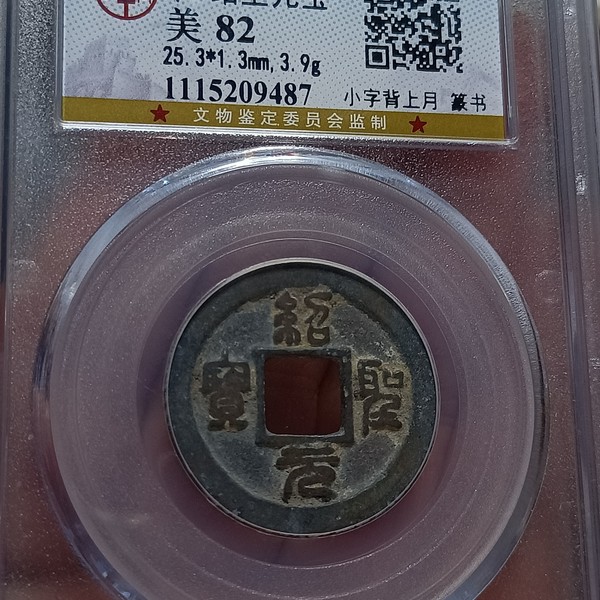 美 82
25.3*1.3mm,3.9g
1115209487 小字背上月 篆书
★ 文物鉴定委员会监制 ★
紹
聖
元
寶